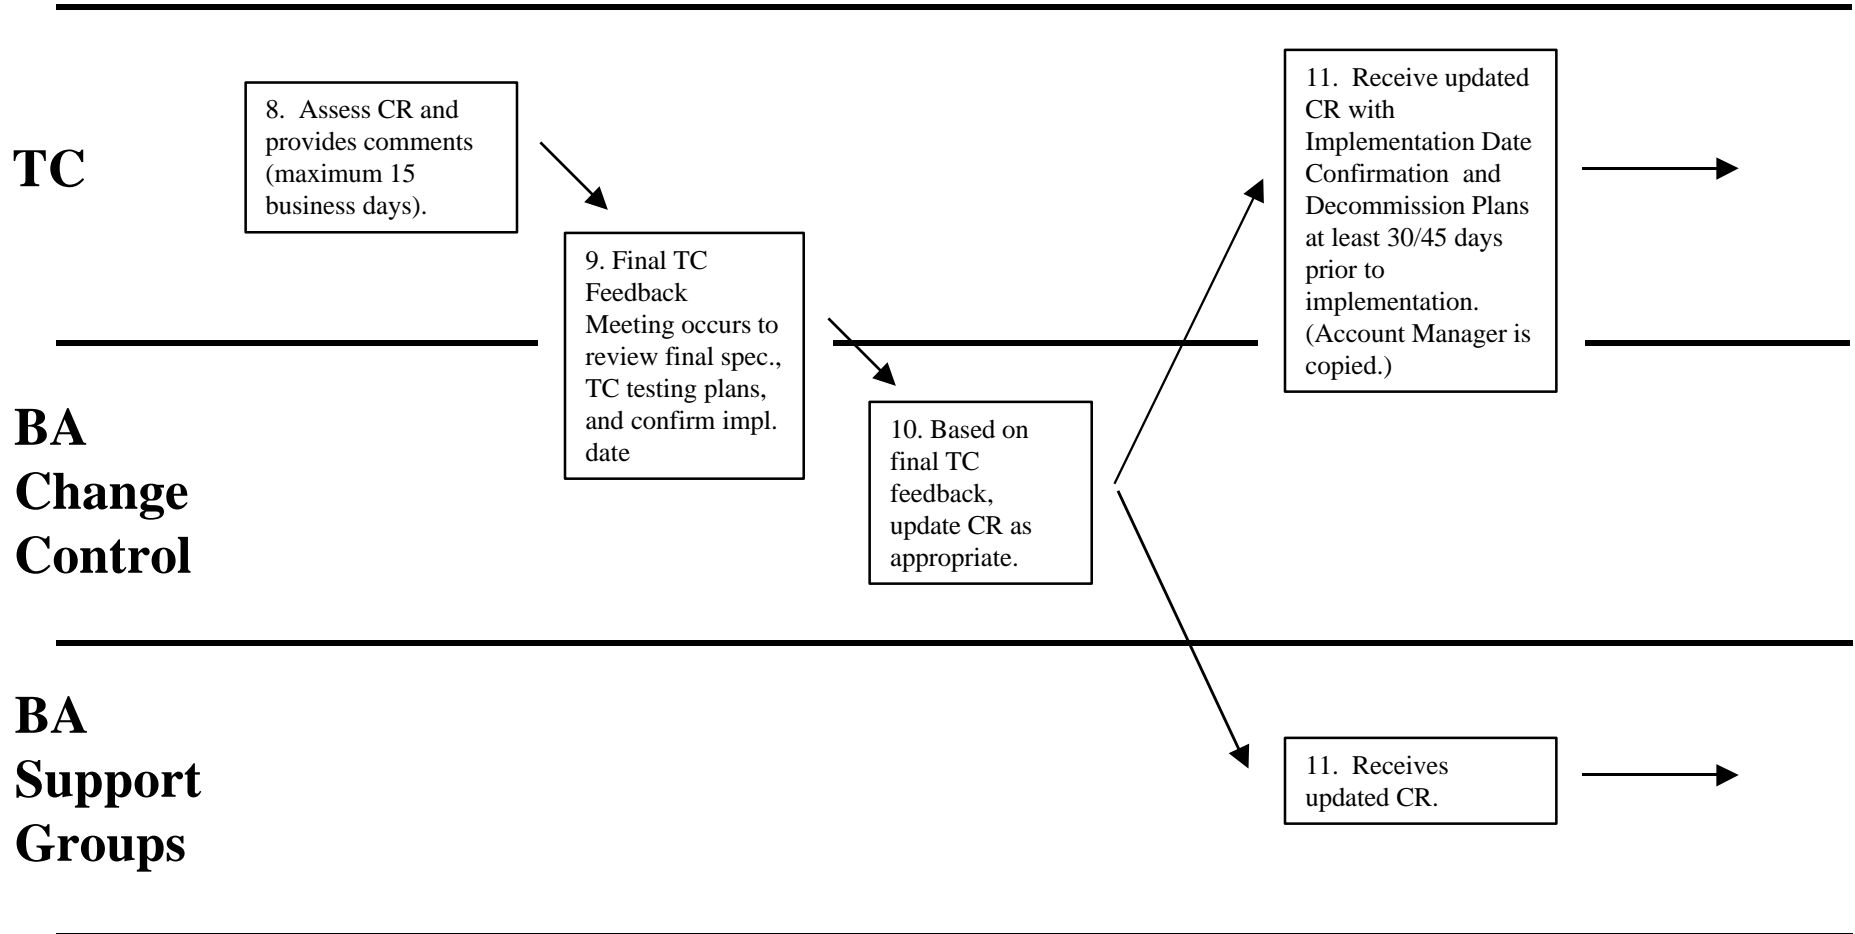 TC
8. Assess CR and
provides comments
(maximum 15
business days).
9. Final TC
Feedback
Meeting occurs to
review final spec.,
TC testing plans,
and confirm impl.
date
11. Receive updated
CR with
Implementation Date
Confirmation and
Decommission Plans
at least 30/45 days
prior to
implementation.
(Account Manager is
copied.)
BA
Change
Control
10. Based on
final TC
feedback,
update CR as
appropriate.
BA
Support
Groups
11. Receives
updated CR.